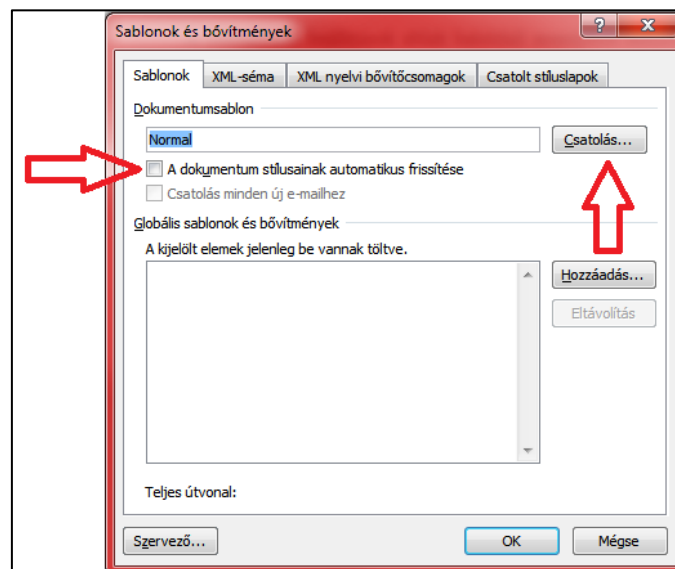 Sablonok és bővítmények
Sablonok XML-séma XML nyelvi bővítőcsomagok Csatolt stíluslapok
Dokumentumsablon
Normal Csatolás...
A dokumentum stílusainak automatikus frissítése
Csatolás minden új e-mailhez
Globális sablonok és bővítmények
A kijelölt elemek jelenleg be vannak töltve.
Hozzáadás...
Eltávolítás
Teljes útvonal:
Szervező... OK Mégse